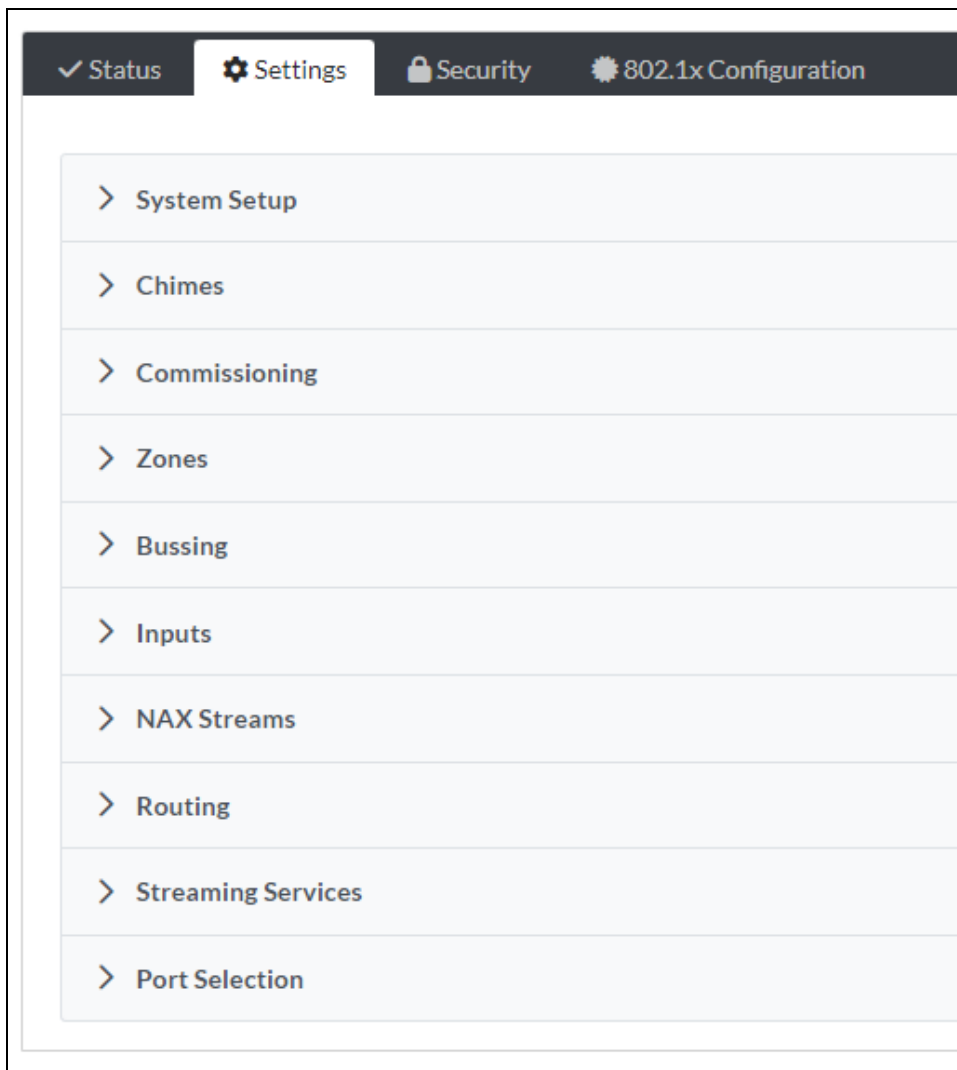 Status Settings Security 802.1x Configuration
System Setup
Chimes
Commissioning
Zones
Bussing
Inputs
NAX Streams
Routing
Streaming Services
Port Selection